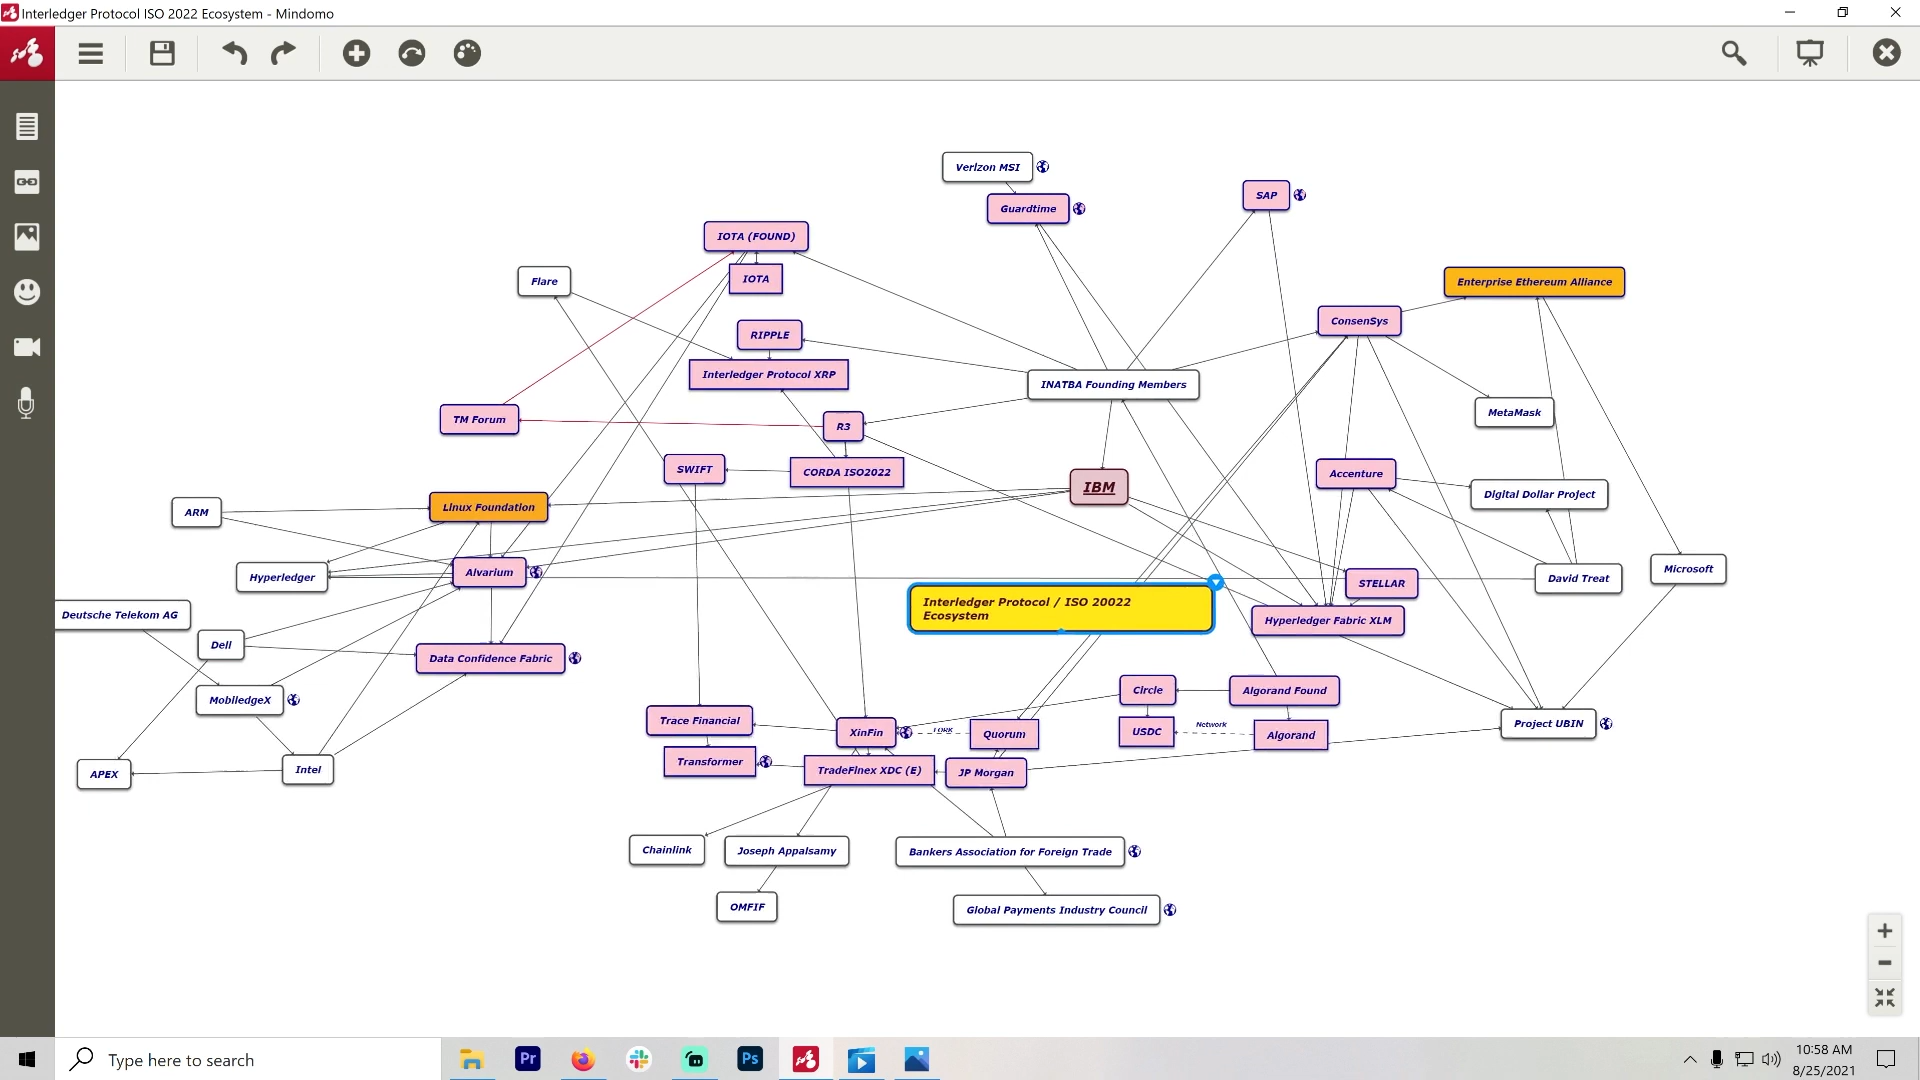 Interledger Protocol ISO 2022 Ecosystem - Mindomo
Verizon MSI
Guardtime
SAP
IOTA (FOUND)
IOTA
Flare
Enterprise Ethereum Alliance
ConsenSys
RIPPLE
Interledger Protocol XRP
INATBA Founding Members
MetaMask
TM Forum
R3
SWIFT
CORDA ISO2022
IBM
Accenture
Digital Dollar Project
ARM
Linux Foundation
Hyperledger
Alvarium
STELLAR
David Treat
Microsoft
Interledger Protocol / ISO 20022
Ecosystem
Hyperledger Fabric XLM
Deutsche Telekom AG
Dell
Data Confidence Fabric
MobiledgeX
Circle
Algorand Found
Trace Financial
XinFin
FORK
Quorum
USDC
Network
Algorand
Project UBIN
Transformer
TradeFinex XDC (E)
JP Morgan
APEX
Intel
Chainlink
Joseph Appalsamy
Bankers Association for Foreign Trade
OMFIF
Global Payments Industry Council
Type here to search
Pr
Ps
10:58 AM
8/25/2021